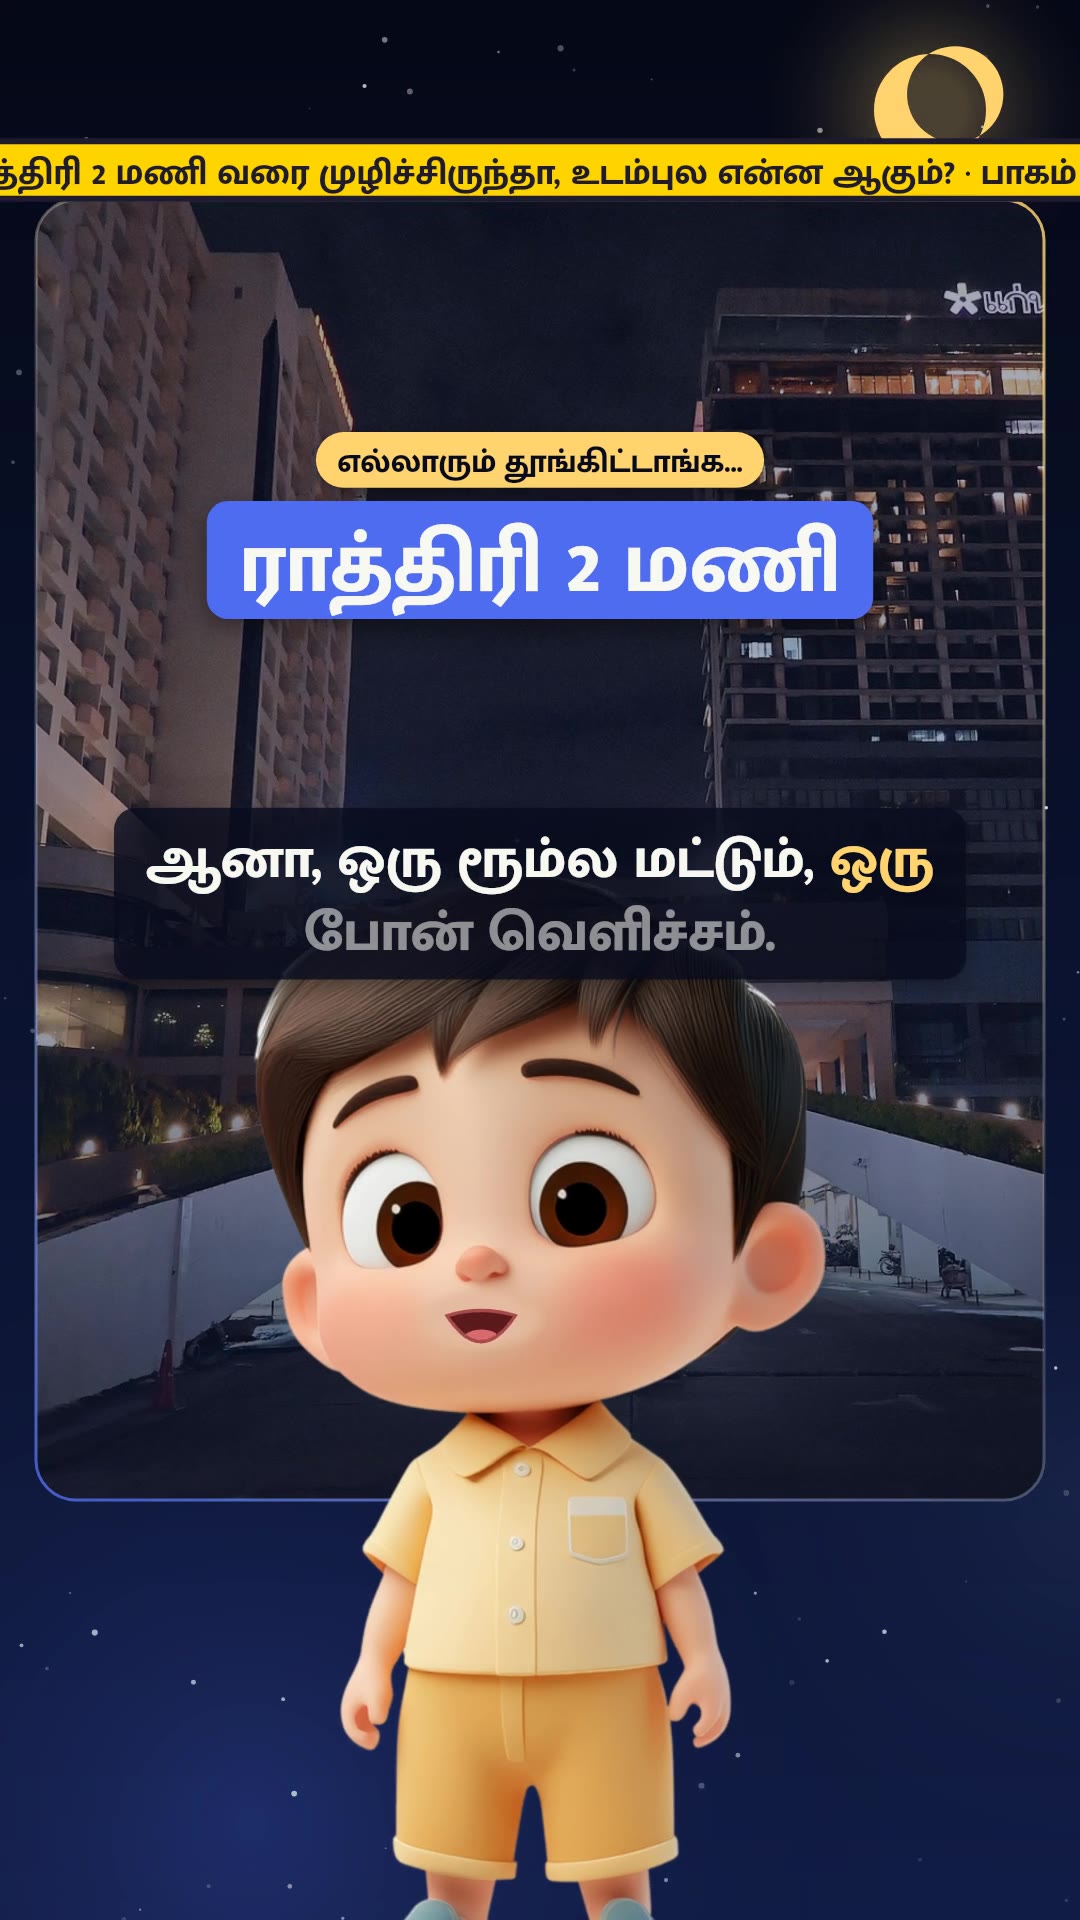 த்திரி 2 மணி வரை முழிச்சிருந்தா, உடம்புல என்ன ஆகும்? · பாகம்
எல்லாரும் தூங்கிட்டாங்க...
ராத்திரி 2 மணி
ஆனா, ஒரு ரூம்ல மட்டும், ஒரு
போன் வெளிச்சம்.